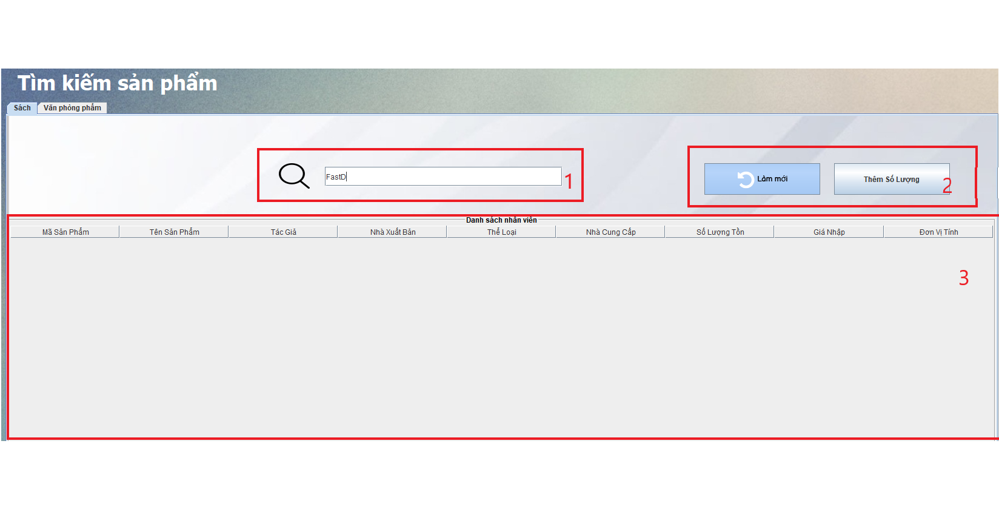 Tìm kiếm sản phẩm
Sách Văn phòng phẩm
FastD 1 Làm mới Thêm Số Lượng 2
Danh sách nhân viên
Mã Sản Phẩm Tên Sản Phẩm Tác Giả Nhà Xuất Bản Thể Loại Nhà Cung Cấp Số Lượng Tồn Giá Nhập Đơn Vị Tính
3